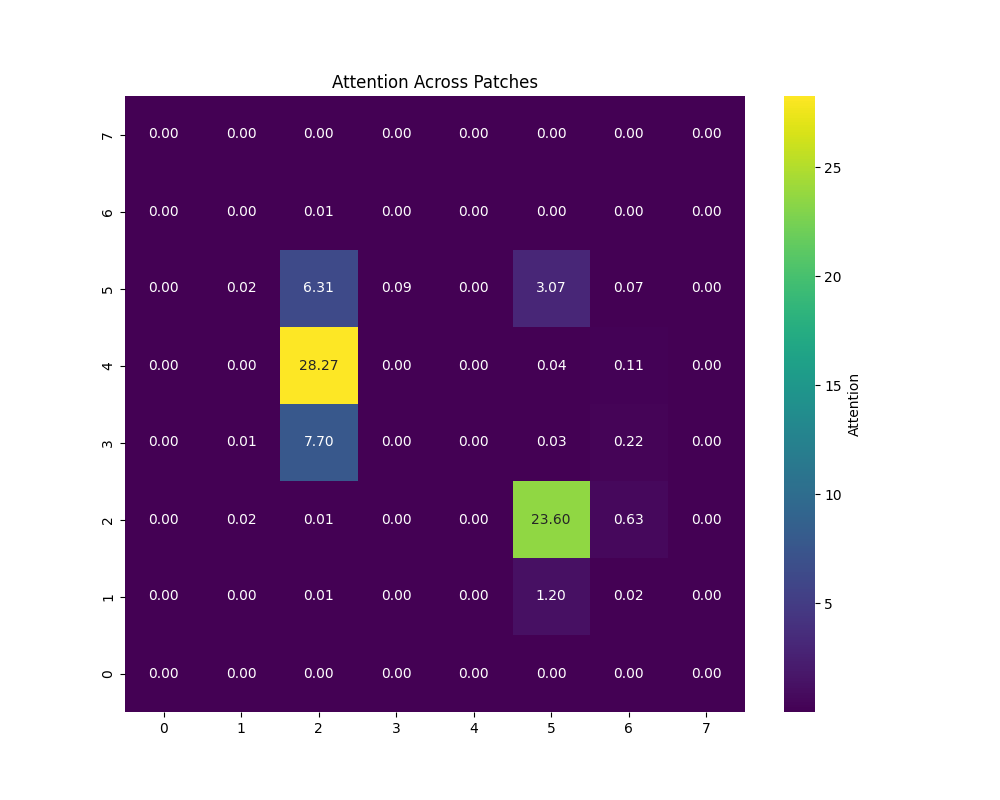 Attention Across Patches
7 0.00 0.00 0.00 0.00 0.00 0.00 0.00 0.00
6 0.00 0.00 0.01 0.00 0.00 0.00 0.00 0.00
5 0.00 0.02 6.31 0.09 0.00 3.07 0.07 0.00
4 0.00 0.00 28.27 0.00 0.00 0.04 0.11 0.00
3 0.00 0.01 7.70 0.00 0.00 0.03 0.22 0.00
2 0.00 0.02 0.01 0.00 0.00 23.60 0.63 0.00
1 0.00 0.00 0.01 0.00 0.00 1.20 0.02 0.00
0 0.00 0.00 0.00 0.00 0.00 0.00 0.00 0.00
0 1 2 3 4 5 6 7
25
20
15
10
5
Attention